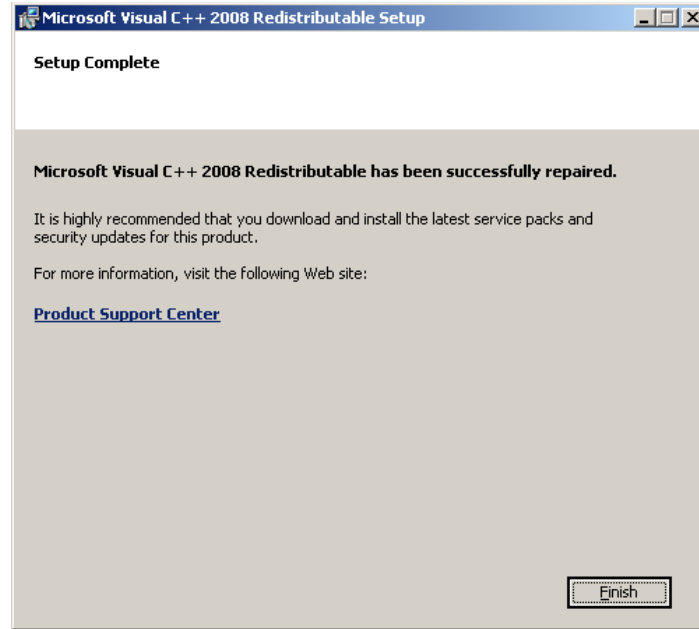 Microsoft Visual C++ 2008 Redistributable Setup
Setup Complete
Microsoft Visual C++ 2008 Redistributable has been successfully repaired.
It is highly recommended that you download and install the latest service packs and
security updates for this product.
For more information, visit the following Web site:
Product Support Center
Finish